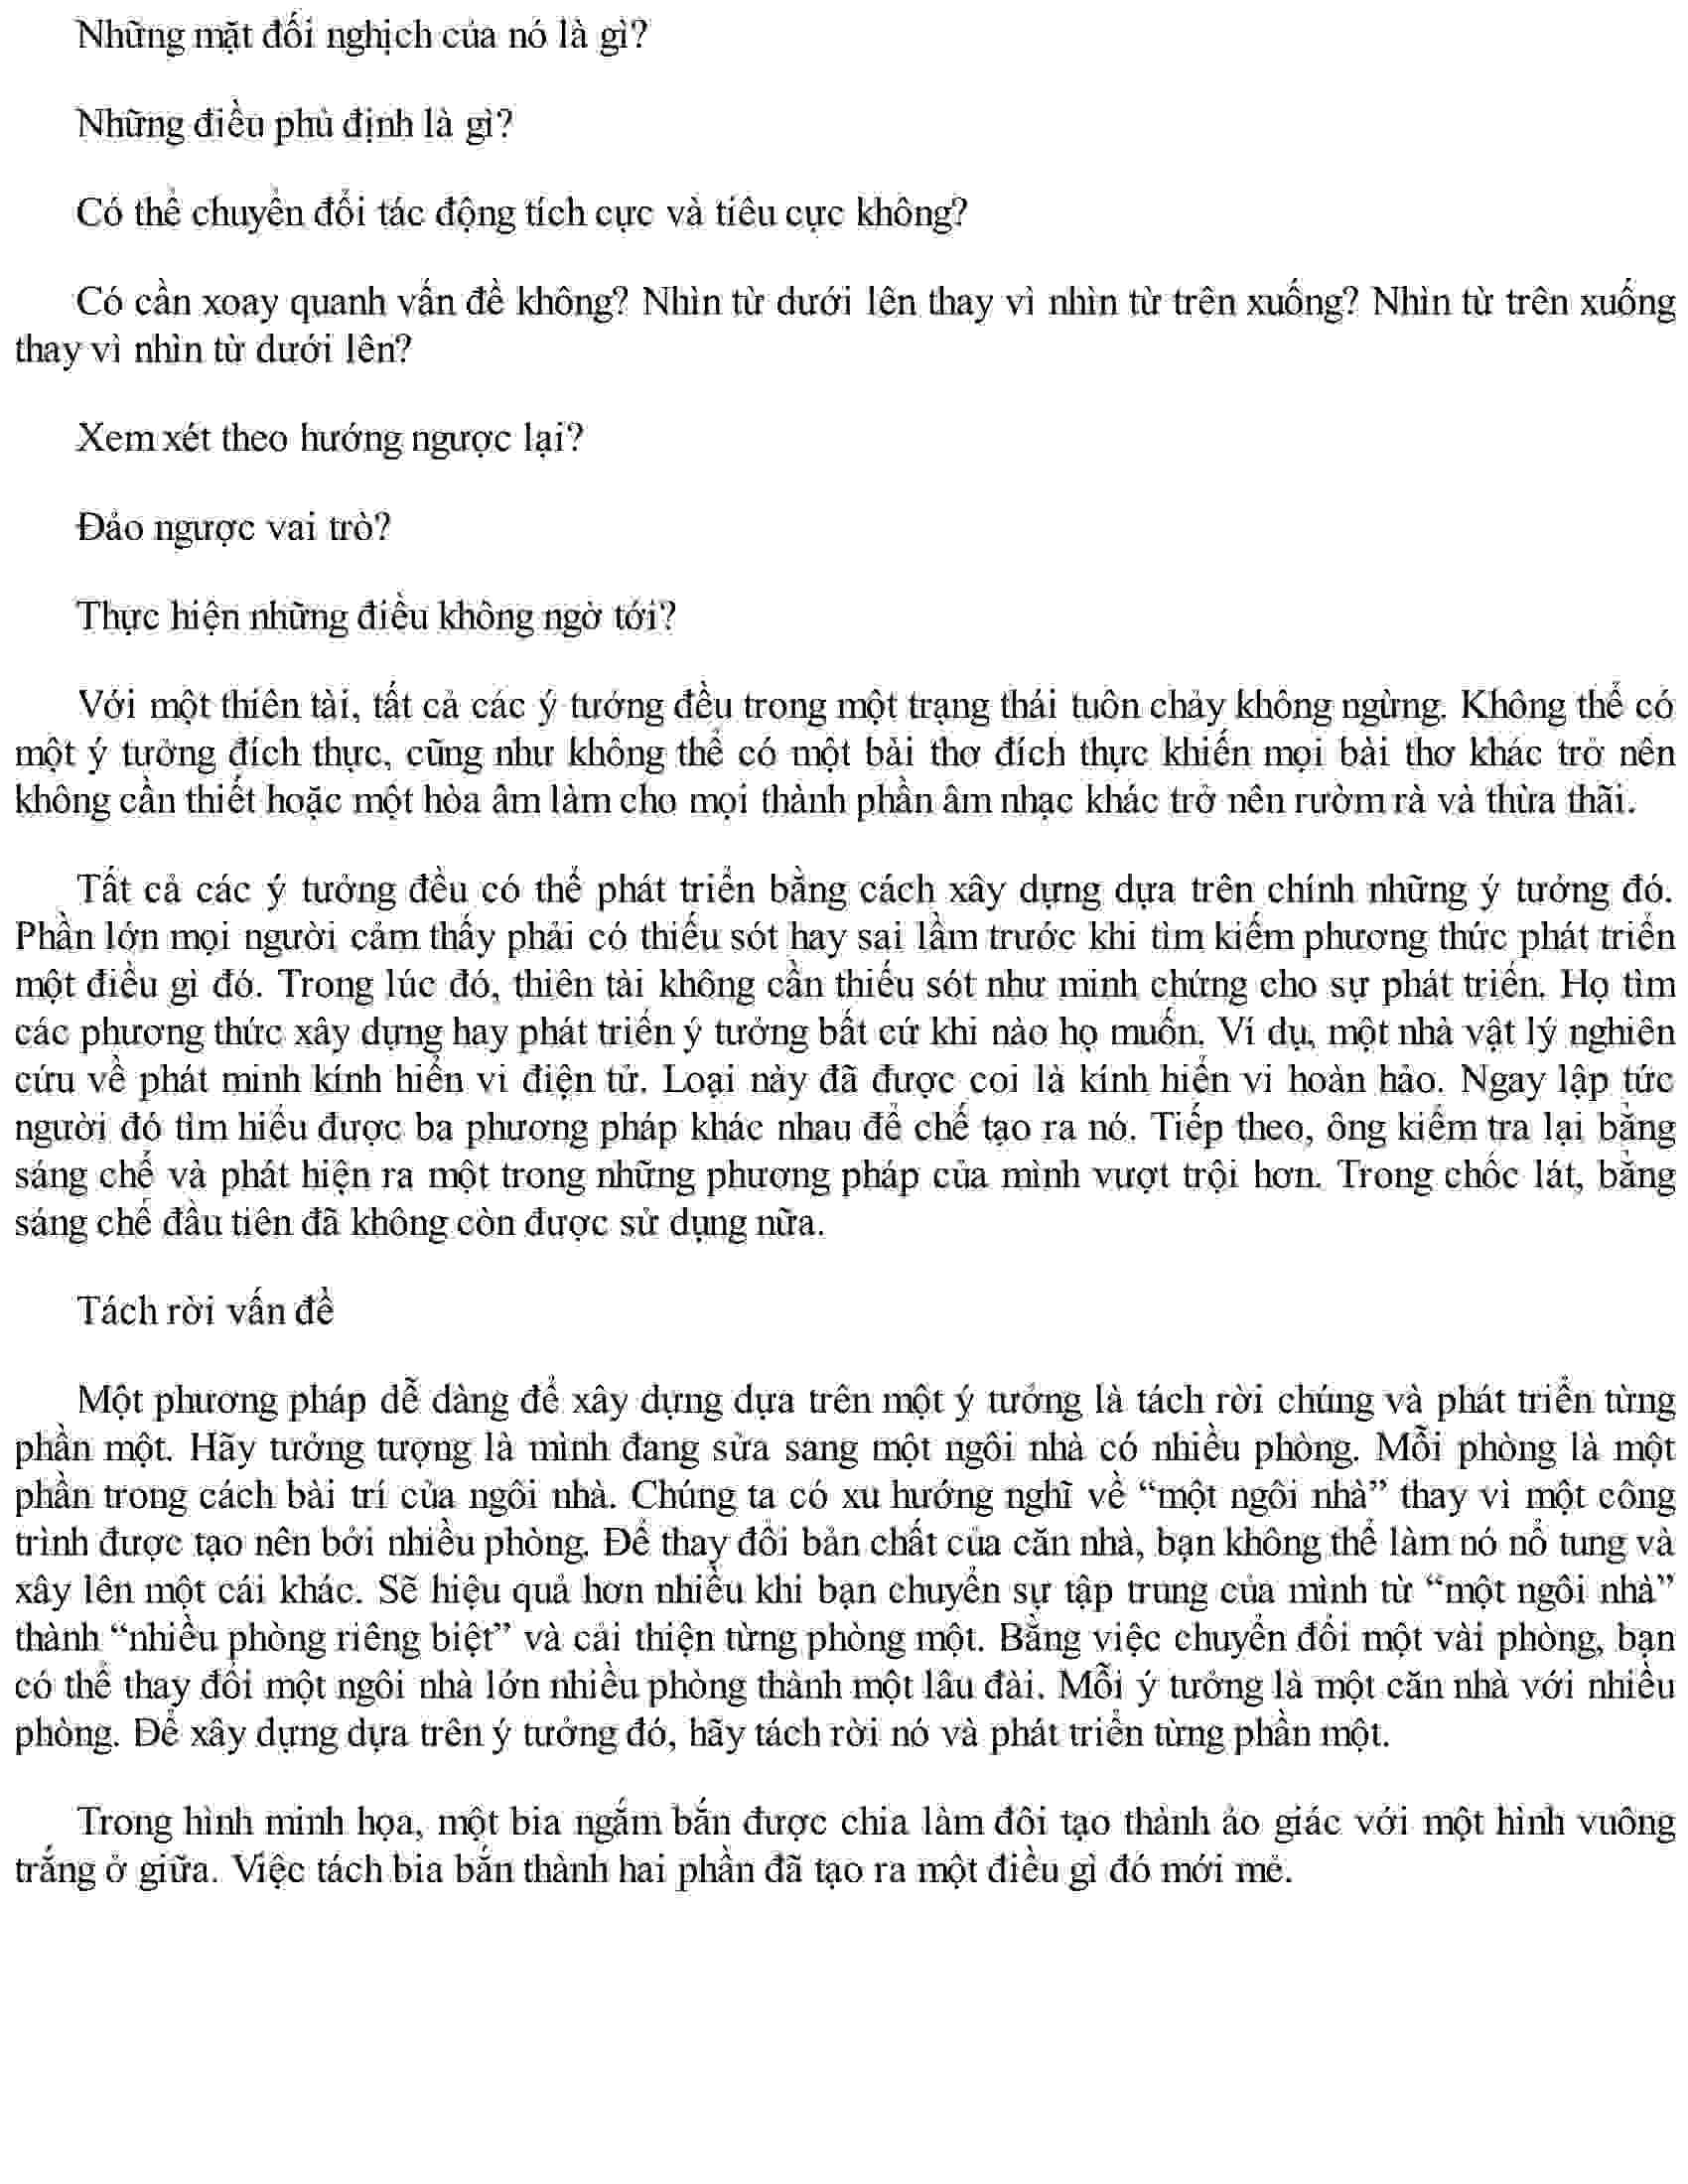 Những mặt đối nghịch của nó là gì?
Những điều phủ định là gì?
Có thể chuyển đổi tác động tích cực và tiêu cực không?
Có cần xoay quanh vấn đề không? Nhìn từ dưới lên thay vì nhìn từ trên xuống? Nhìn từ trên xuống
thay vì nhìn từ dưới lên?
Xem xét theo hướng ngược lại?
Đảo ngược vai trò?
Thực hiện những điều không ngờ tới?
Với một thiên tài, tất cả các ý tưởng đều trong một trạng thái tuôn chảy không ngừng. Không thể có
một ý tưởng đích thực, cũng như không thể có một bài thơ đích thực khiến mọi bài thơ khác trở nên
không cần thiết hoặc một hòa âm làm cho mọi thành phần âm nhạc khác trở nên rườm rà và thừa thãi.
Tất cả các ý tưởng đều có thể phát triển bằng cách xây dựng dựa trên chính những ý tưởng đó.
Phần lớn mọi người cảm thấy phải có thiếu sót hay sai lầm trước khi tìm kiếm phương thức phát triển
một điều gì đó. Trong lúc đó, thiên tài không cần thiếu sót như minh chứng cho sự phát triển. Họ tìm
các phương thức xây dựng hay phát triển ý tưởng bất cứ khi nào họ muốn. Ví dụ, một nhà vật lý nghiên
cứu về phát minh kính hiển vi điện tử. Loại này đã được coi là kính hiển vi hoàn hảo. Ngay lập tức
người đó tìm hiểu được ba phương pháp khác nhau để chế tạo ra nó. Tiếp theo, ông kiểm tra lại bằng
sáng chế và phát hiện ra một trong những phương pháp của mình vượt trội hơn. Trong chốc lát, bằng
sáng chế đầu tiên đã không còn được sử dụng nữa.
Tách rời vấn đề
Một phương pháp dễ dàng để xây dựng dựa trên một ý tưởng là tách rời chúng và phát triển từng
phần một. Hãy tưởng tượng là mình đang sửa sang một ngôi nhà có nhiều phòng. Mỗi phòng là một
phần trong cách bài trí của ngôi nhà. Chúng ta có xu hướng nghĩ về “một ngôi nhà” thay vì một công
trình được tạo nên bởi nhiều phòng. Để thay đổi bản chất của căn nhà, bạn không thể làm nó nổ tung và
xây lên một cái khác. Sẽ hiệu quả hơn nhiều khi bạn chuyển sự tập trung của mình từ “một ngôi nhà”
thành “nhiều phòng riêng biệt” và cải thiện từng phòng một. Bằng việc chuyển đổi một vài phòng, bạn
có thể thay đổi một ngôi nhà lớn nhiều phòng thành một lâu đài. Mỗi ý tưởng là một căn nhà với nhiều
phòng. Để xây dựng dựa trên ý tưởng đó, hãy tách rời nó và phát triển từng phần một.
Trong hình minh họa, một bia ngắm bắn được chia làm đôi tạo thành ảo giác với một hình vuông
trắng ở giữa. Việc tách bia bắn thành hai phần đã tạo ra một điều gì đó mới mẻ.